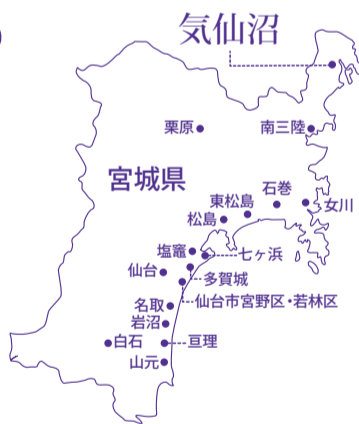 気仙沼
栗原
南三陸
宮城県
石巻
東松島
女川
松島
塩竈
七ヶ浜
仙台
多賀城
仙台市宮野区・若林区
名取
岩沼
白石
亘理
山元